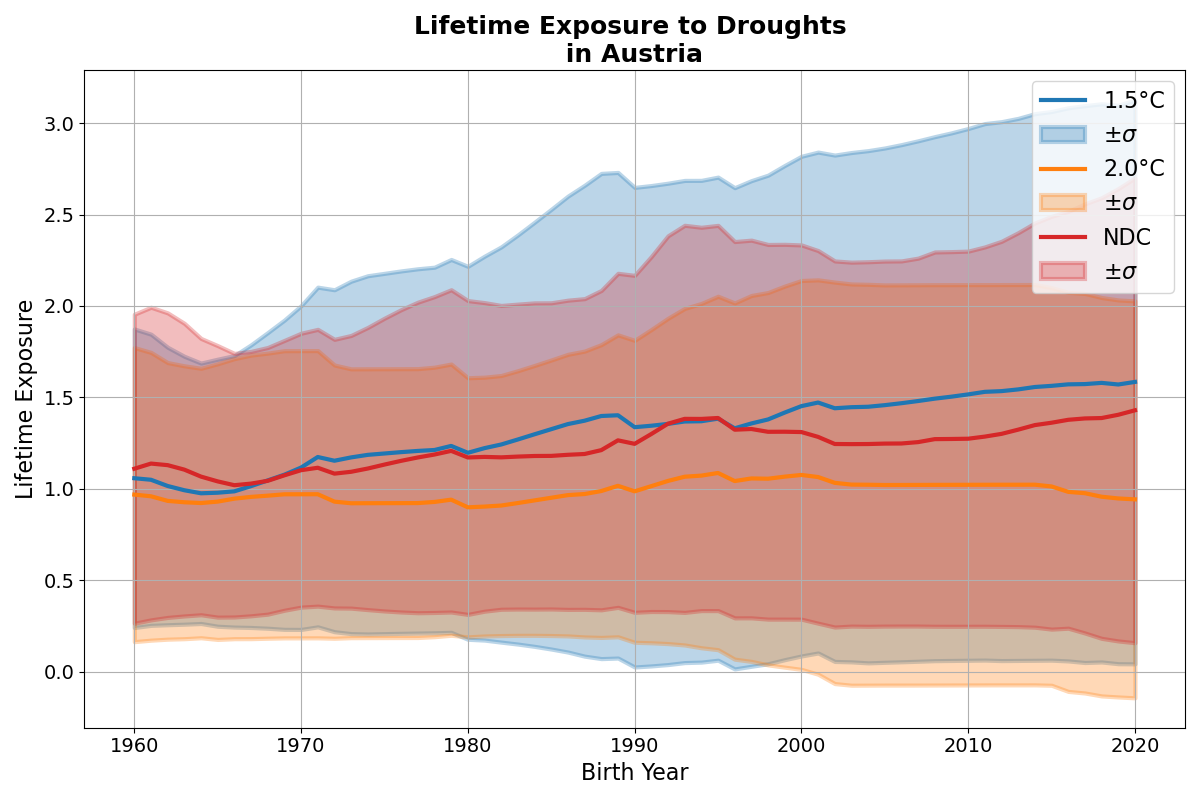 Lifetime Exposure to Droughts
in Austria
Lifetime Exposure
3.0
2.5
2.0
1.5
1.0
0.5
0.0
1.5°C
±σ
2.0°C
±σ
NDC
±σ
1960
1970
1980
1990
2000
2010
2020
Birth Year